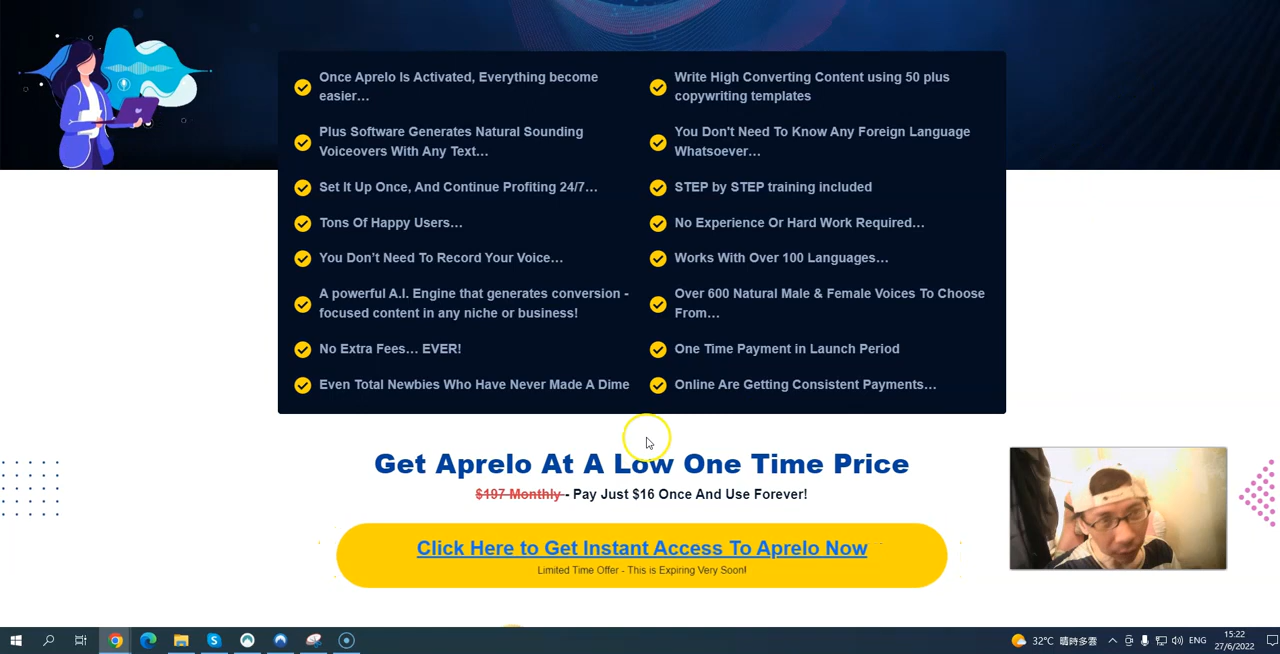 Once Aprelo Is Activated, Everything become
easier…
Plus Software Generates Natural Sounding
Voiceovers With Any Text…
Set It Up Once, And Continue Profiting 24/7…
Tons Of Happy Users…
You Don’t Need To Record Your Voice…
A powerful A.I. Engine that generates conversion -
focused content in any niche or business!
No Extra Fees… EVER!
Even Total Newbies Who Have Never Made A Dime
Write High Converting Content using 50 plus
copywriting templates
You Don't Need To Know Any Foreign Language
Whatsoever…
STEP by STEP training included
No Experience Or Hard Work Required…
Works With Over 100 Languages…
Over 600 Natural Male & Female Voices To Choose
From…
One Time Payment in Launch Period
Online Are Getting Consistent Payments…
Get Aprelo At A Low One Time Price
$197 Monthly - Pay Just $16 Once And Use Forever!
Click Here to Get Instant Access To Aprelo Now
Limited Time Offer - This is Expiring Very Soon!
32°C 晴時多雲
ENG
15:22
27/6/2022